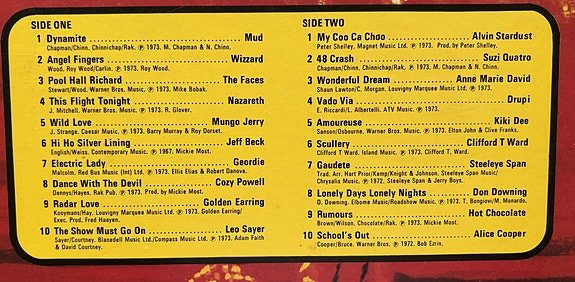 SIDE ONE
1 Dynamite ........................ Mud
Chapman/Chinn, Chinnichap/Rak. Ⓟ 1973, M. Chapman & N. Chinn.
2 Angel Fingers .................. Wizzard
Wood, Roy Wood/Carlin. Ⓟ 1973, Roy Wood.
3 Pool Hall Richard .............. The Faces
Stewart/Wood, Warner Bros. Music. Ⓟ 1973, Mike Bobak.
4 This Flight Tonight ............ Nazareth
J. Mitchell, Warner Bros. Music. Ⓟ 1973, R. Glover.
5 Wild Love .................. Mungo Jerry
J. Strange, Caesar Music, Ⓟ 1973, Barry Murray & Roy Dorset.
6 Hi Ho Silver Lining ............ Jeff Beck
English/Weiss, Contemporary Music. Ⓟ 1967, Mickie Most.
7 Electric Lady .................. Geordie
Malcolm, Red Bus Music (Int) Ltd. Ⓟ 1973, Ellis Elias & Robert Danova.
8 Dance With The Devil ....... Cozy Powell
Dennys/Hayes, Rak Pub. Ⓟ 1973, Prod. by Mickie Most.
9 Radar Love ............... Golden Earring
Kooymans/Hay, Louvigny Marquee Music Ltd. Ⓟ 1973, Golden Earring/
Exec. Prod. Fred Haayen.
10 The Show Must Go On ......... Leo Sayer
Sayer/Courtney, Blanedell Music Ltd./Compass Music Ltd. Ⓟ 1973, Adam Faith
& David Courtney.
SIDE TWO
1 My Coo Ca Choo ............ Alvin Stardust
Peter Shelley, Magnet Music Ltd. Ⓟ 1973, Prod. by Peter Shelley.
2 48 Crash ..................... Suzi Quatro
Chapman/Chinn, Chinnichap/Rak. Ⓟ 1973, M. Chapman & N. Chinn.
3 Wonderful Dream ......... Anne Marie David
Shaun Lawton/C. Morgan, Louvigny Marquee Music Ltd. Ⓟ 1973.
4 Vado Via ........................ Drupi
E. Riccardi/L. Albertelli, ATV Music. Ⓟ 1973.
5 Amoureuse ..................... Kiki Dee
Sanson/Osbourne, Warner Bros. Music. Ⓟ 1973, Elton John & Clive Franks.
6 Scullery .................. Clifford T Ward
Clifford T Ward, Island Music. Ⓟ 1973, Clifford T. Ward.
7 Gaudete .................. Steeleye Span
Trad. Arr, Hart Prior/Kemp/Knight & Johnson, Steeleye Span Music/
Chrysalis Music. Ⓟ 1972, Steeleye Span & Jerry Boys.
8 Lonely Days Lonely Nights .... Don Downing
D. Downing, Elbome Music/Roadshow Music. Ⓟ 1973, T. Bongiovi/M. Monardo.
9 Rumours ................. Hot Chocolate
Brown/Wilson, Chocolate/Rak. Ⓟ 1973, Mickie Most.
10 School's Out ............... Alice Cooper
Cooper/Bruce, Warner Bros. Ⓟ 1972, Bob Ezrin.